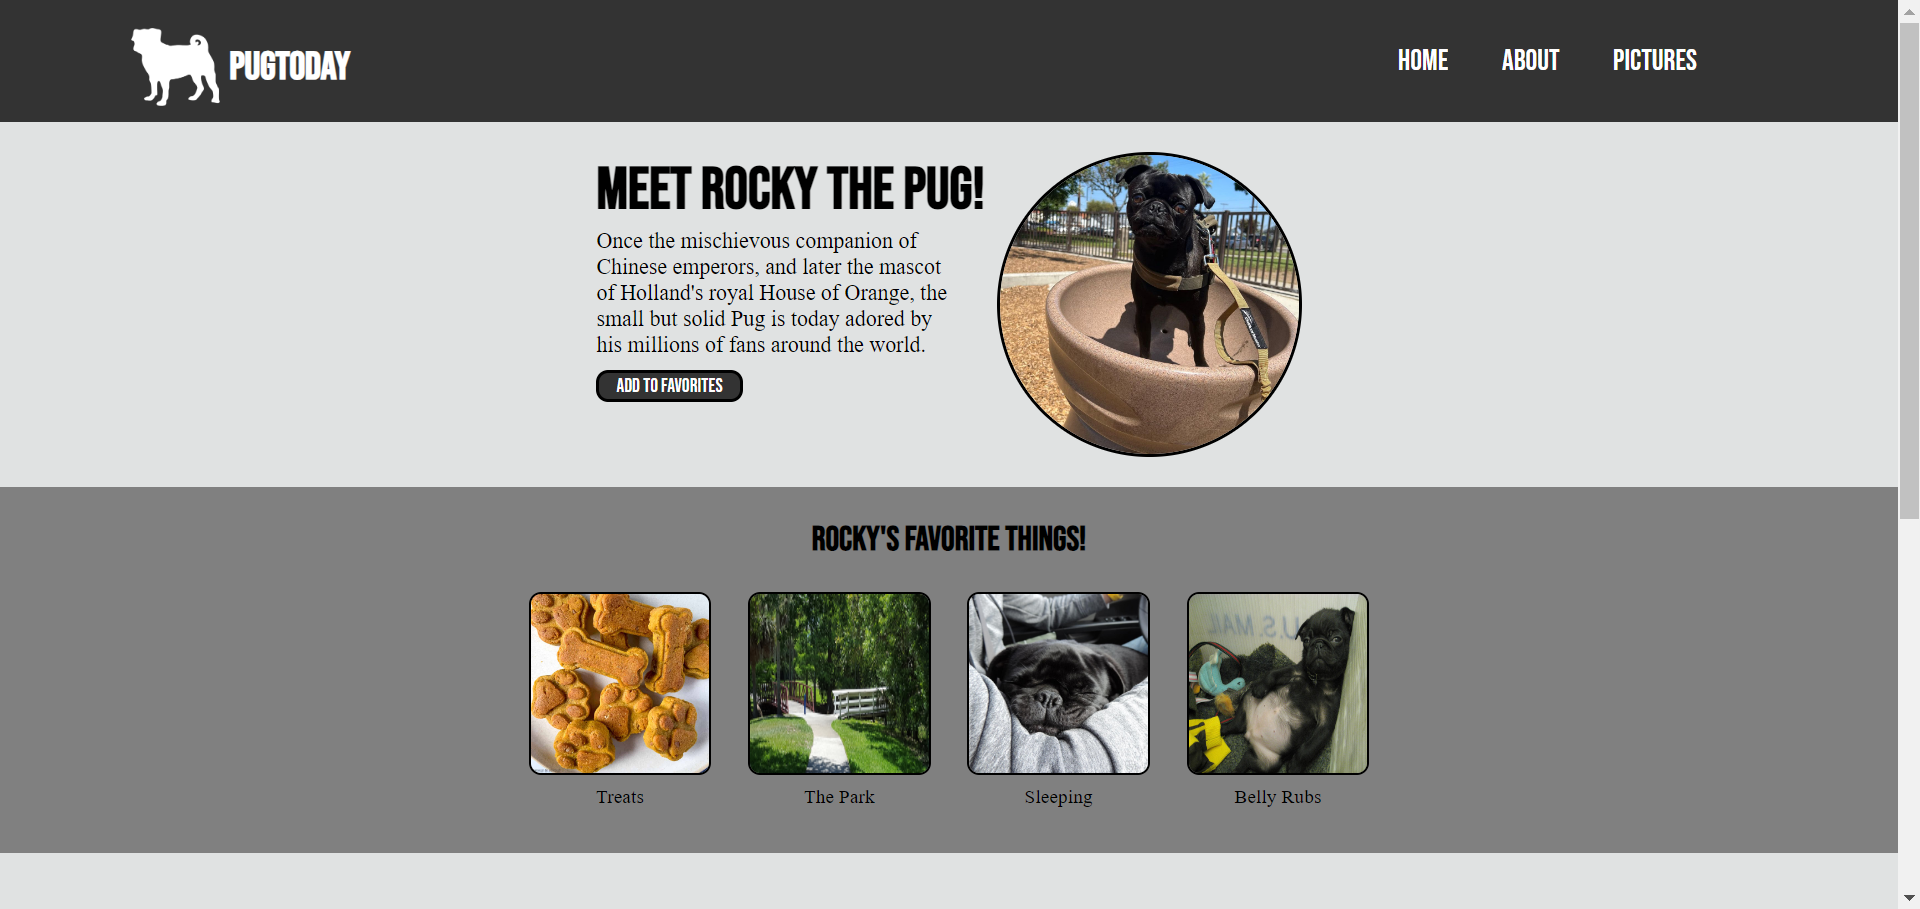 PUGTODAY
HOME ABOUT PICTURES
MEET ROCKY THE PUG!
Once the mischievous companion of
Chinese emperors, and later the mascot
of Holland's royal House of Orange, the
small but solid Pug is today adored by
his millions of fans around the world.
ADD TO FAVORITES
ROCKY'S FAVORITE THINGS!
U.S. MAIL
Treats
The Park
Sleeping
Belly Rubs